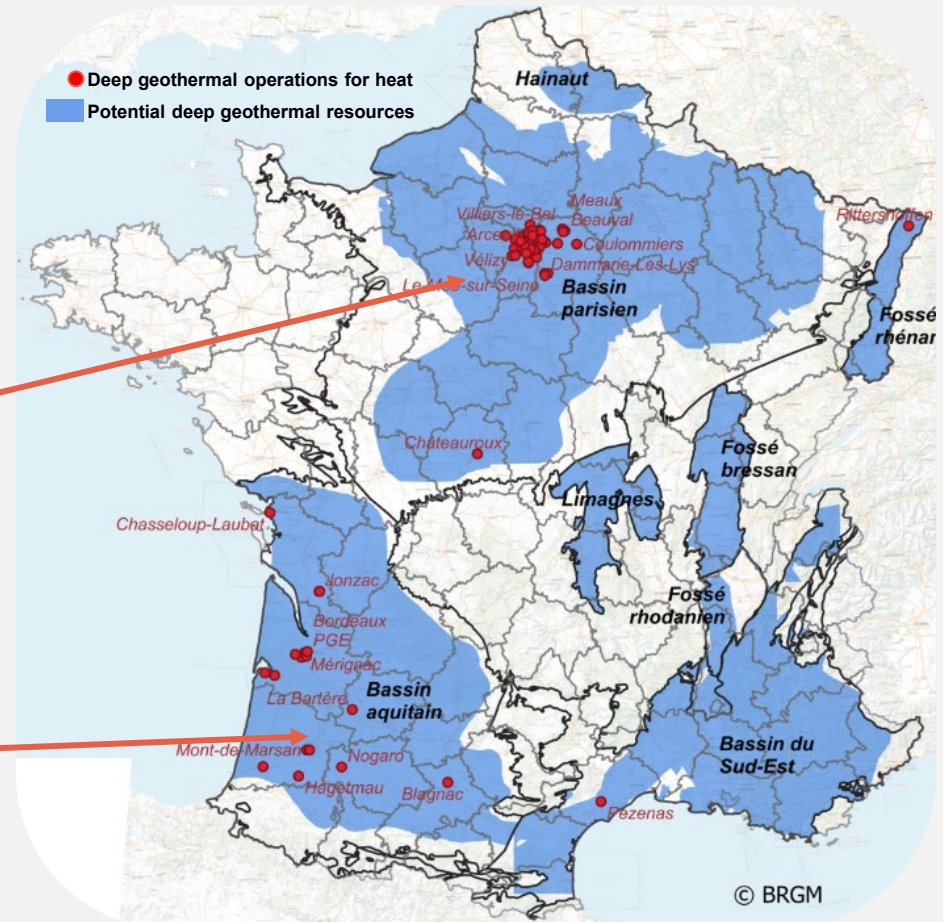 Deep geothermal operations for heat
Potential deep geothermal resources
Hainaut
Meaux
Villiers-le-Bel
Beauval
Rittershoffen
Coulommiers
Vélizy
Dammarie-Les-Lys
Bassin
parisien
Fossé
Châteauroux
Fossé
bressan
Limagnes
Chasseloup-Laubat
Jonzac
Fossé
rhodanien
Bordeaux
PGE
Mérignac
La Bartère
Bassin
aquitain
Bassin du
Sud-Est
Mont-de-Marsan
Nogaro
Hagetmau
Blagnac
Pézenas
© BRGM